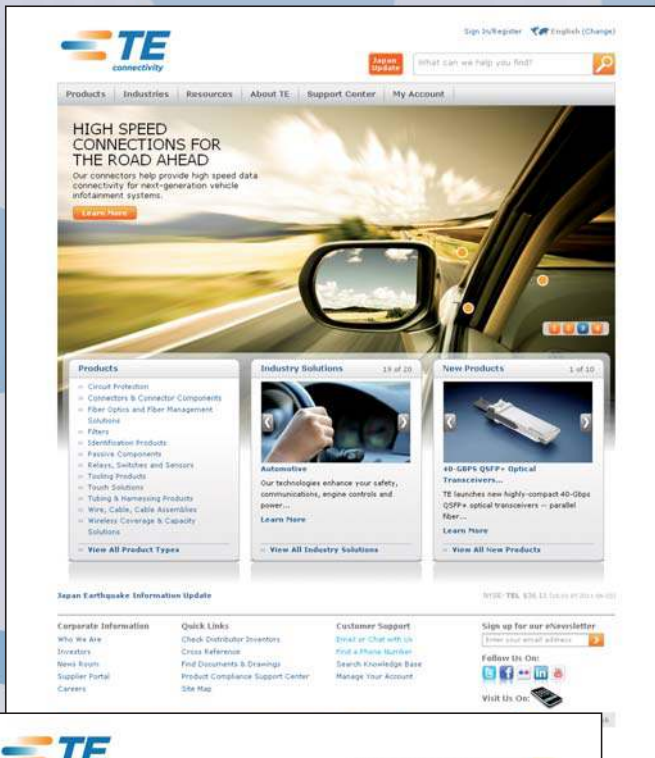 TE
connectivity
Sign In/Register English (Change)
Japan
Update
What can we help you find?
Products Industries Resources About TE Support Center My Account
HIGH SPEED
CONNECTIONS FOR
THE ROAD AHEAD
Our connectors help provide high speed data
connectivity for next-generation vehicle
infotainment systems.
Learn More
1 2 3 4
Products
Circuit Protection
Connectors & Connector Components
Fiber Optics and Fiber Management
Solutions
Filters
Identification Products
Passive Components
Relays, Switches and Sensors
Tooling Products
Touch Solutions
Tubing & Harnessing Products
Wire, Cable, Cable Assemblies
Wireless Coverage & Capacity
Solutions
View All Product Types
Industry Solutions 19 of 20
Automotive
Our technologies enhance your safety,
communications, engine controls and
power...
Learn More
View All Industry Solutions
New Products 1 of 10
40-GBPS QSFP+ Optical
Transceivers...
TE launches new highly-compact 40-Gbps
QSFP+ optical transceivers — parallel
fiber...
Learn More
View All New Products
Japan Earthquake Information Update
NYSE: TEL
Corporate Information
Who We Are
Investors
News Room
Supplier Portal
Careers
Quick Links
Check Distributor Inventors
Cross Reference
Find Documents & Drawings
Product Compliance Support Center
Site Map
Customer Support
Email or Chat with Us
Find a Phone Number
Search Knowledge Base
Manage Your Account
Sign up for our eNewsletter
Enter your email address
Follow Us On:
Visit Us On:
TE